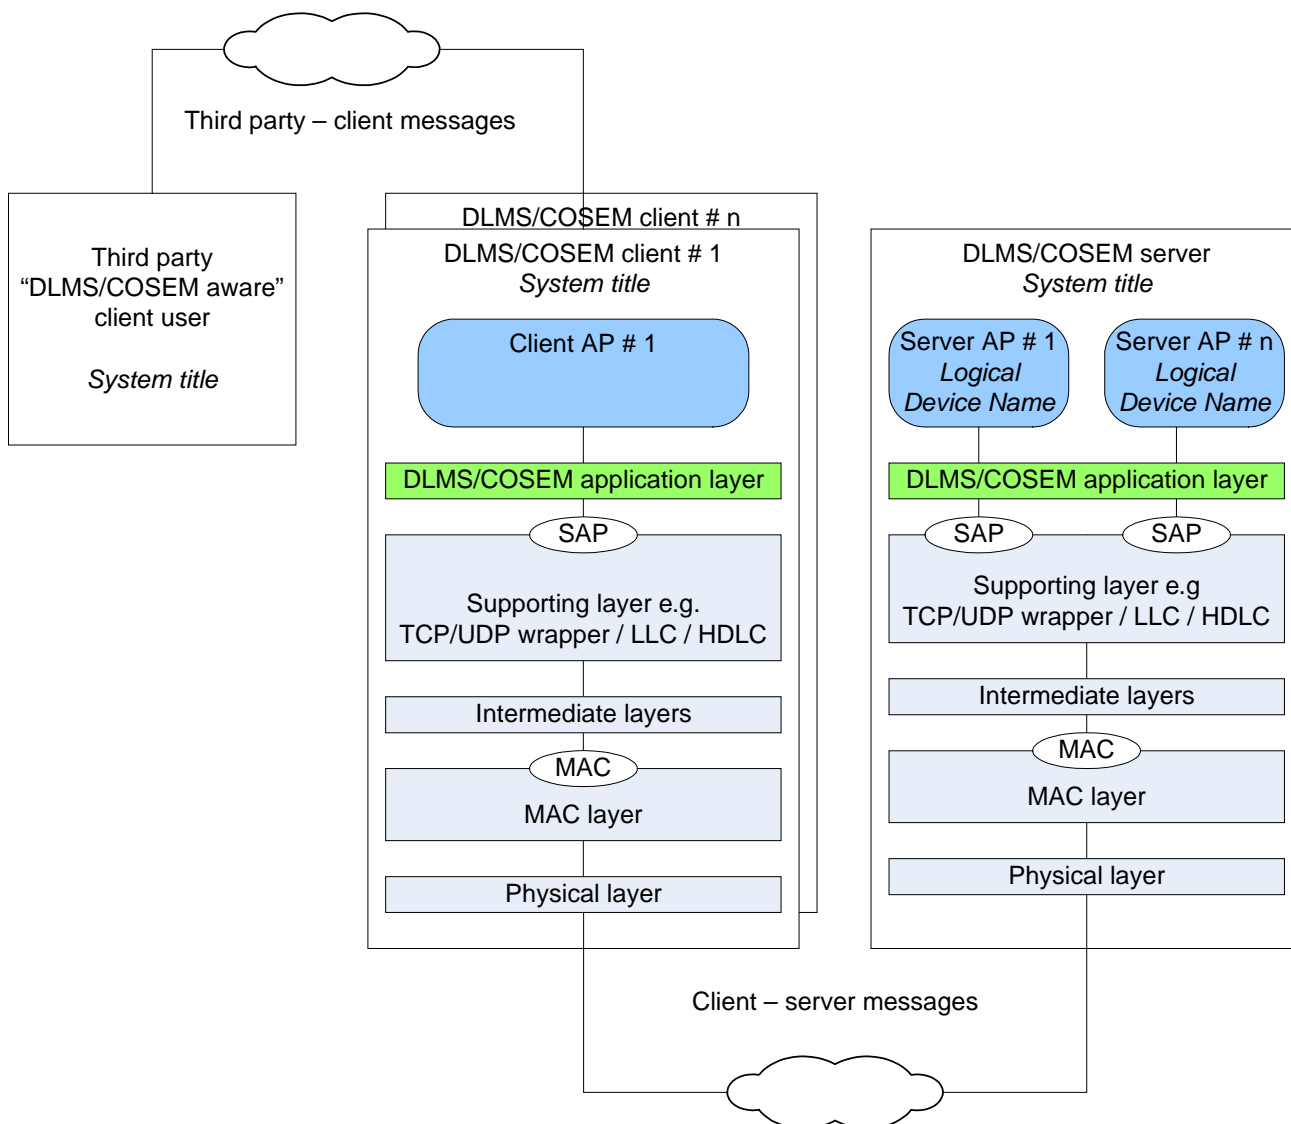 Third party – client messages
Third party
“DLMS/COSEM aware”
client user
System title
DLMS/COSEM client # n
DLMS/COSEM client # 1
System title
Client AP # 1
DLMS/COSEM application layer
SAP
Supporting layer e.g.
TCP/UDP wrapper / LLC / HDLC
Intermediate layers
MAC
MAC layer
Physical layer
DLMS/COSEM server
System title
Server AP # 1
Logical
Device Name
Server AP # n
Logical
Device Name
DLMS/COSEM application layer
SAP
SAP
Supporting layer e.g
TCP/UDP wrapper / LLC / HDLC
Intermediate layers
MAC
MAC layer
Physical layer
Client – server messages